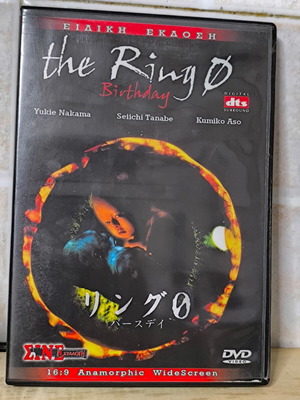 ΕΙΔΙΚΗ ΕΚΔΟΣΗ
the Ring 0
Birthday
DIGITAL
dts
SURROUND
Yukie Nakama Seiichi Tanabe Kumiko Aso
リング0
バースデイ
DVD
VIDEO
16:9 Anamorphic WideScreen